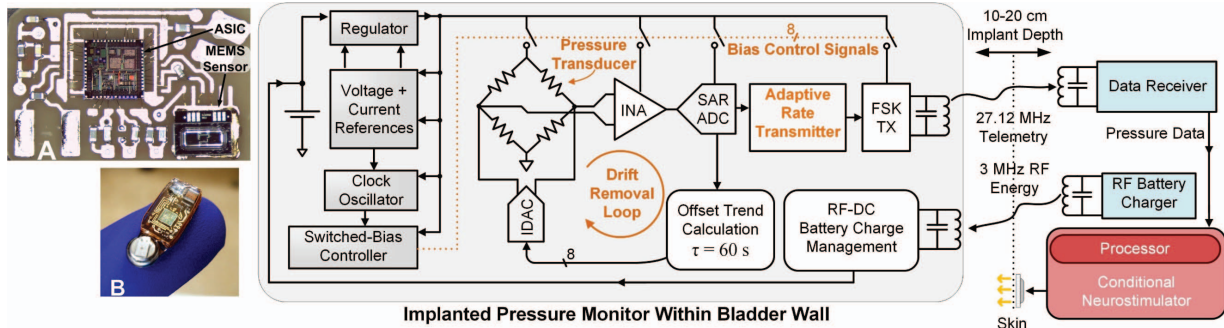 ASIC
MEMS
Sensor
A
B
Regulator
Voltage +
Current
References
Clock
Oscillator
Switched-Bias
Controller
Pressure
Transducer
8
Bias Control Signals
INA
SAR
ADC
Adaptive
Rate
Transmitter
FSK
TX
Drift
Removal
Loop
IDAC
8
Offset Trend
Calculation
τ = 60 s
RF-DC
Battery Charge
Management
10-20 cm
Implant Depth
27.12 MHz
Telemetry
3 MHz RF
Energy
Data Receiver
Pressure Data
RF Battery
Charger
Processor
Conditional
Neurostimulator
Skin
Implanted Pressure Monitor Within Bladder Wall